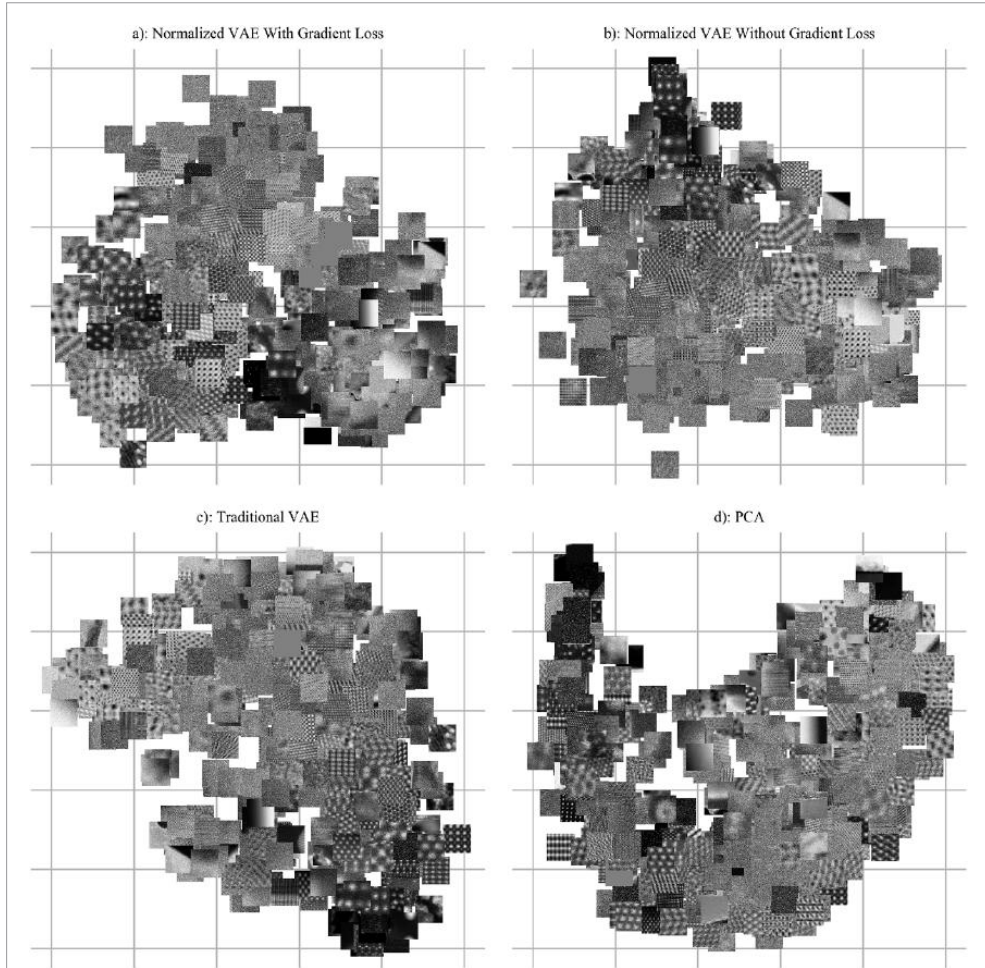 a): Normalized VAE With Gradient Loss
b): Normalized VAE Without Gradient Loss
c): Traditional VAE
d): PCA